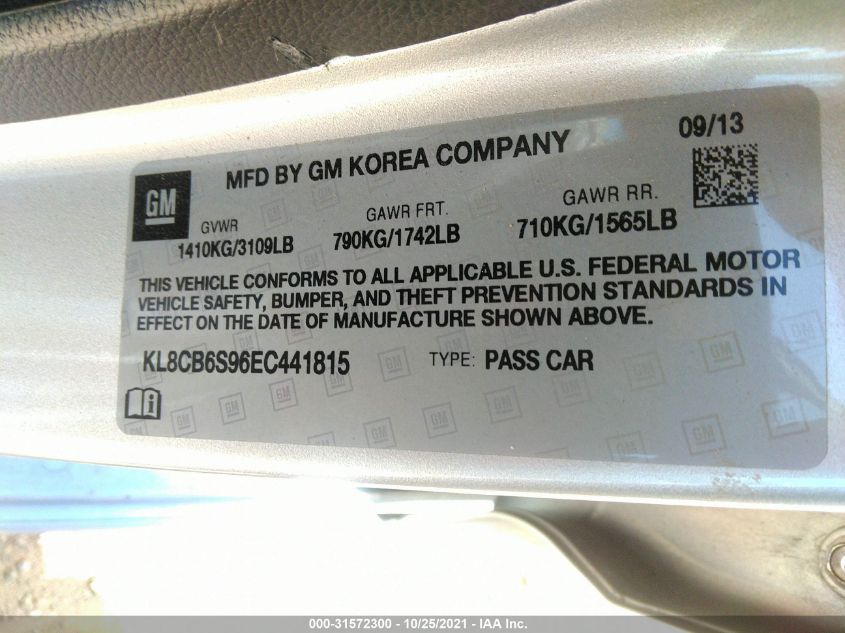 09/13
MFD BY GM KOREA COMPANY
GM
GVWR GAWR FRT. GAWR RR.
1410KG/3109LB 790KG/1742LB 710KG/1565LB
THIS VEHICLE CONFORMS TO ALL APPLICABLE U.S. FEDERAL MOTOR
VEHICLE SAFETY, BUMPER, AND THEFT PREVENTION STANDARDS IN
EFFECT ON THE DATE OF MANUFACTURE SHOWN ABOVE.
KL8CB6S96EC441815 TYPE: PASS CAR
000-31572300 - 10/25/2021 - IAA Inc.